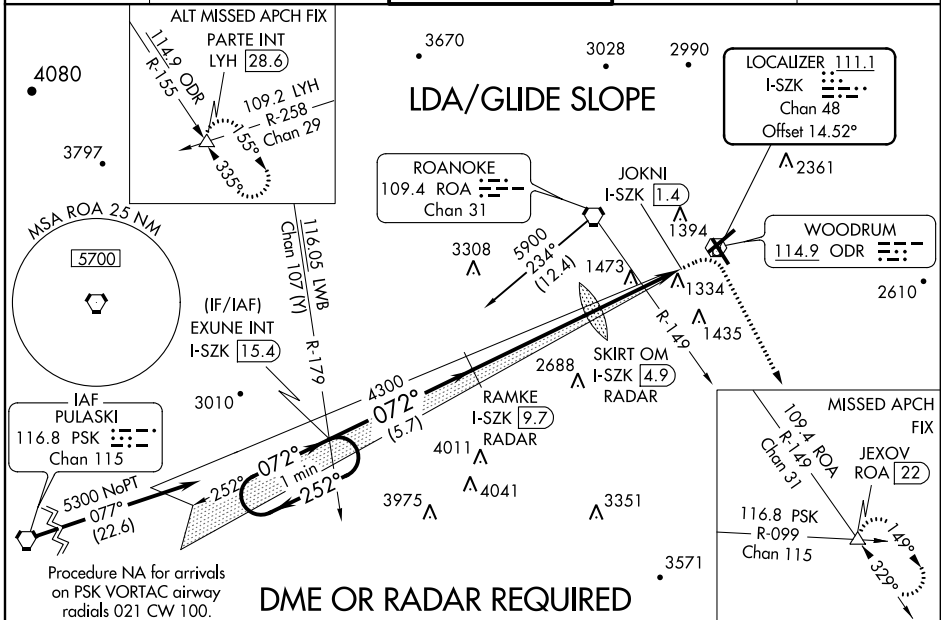 ALT MISSED APCH FIX
PARTE INT
LYH 28.6
114.9 ODR
R-155
109.2 LYH
R-258
Chan 29
155°
335°
4080
3797
3670
3028
2990
LDA/GLIDE SLOPE
LOCALIZER 111.1
I-SZK
Chan 48
Offset 14.52°
2361
ROANOKE
109.4 ROA
Chan 31
JOKNI
I-SZK 1.4
1394
WOODRUM
114.9 ODR
2610
MSA ROA 25 NM
5700
116.05 LWB
Chan 107 (Y)
R-179
3308
5900
234°
(12.4)
1473
1334
1435
R-149
(IF/IAF)
EXUNE INT
I-SZK 15.4
3010
4300
072°
(5.7)
2688
SKIRT OM
I-SZK 4.9
RADAR
RAMKE
I-SZK 9.7
RADAR
IAF
PULASKI
116.8 PSK
Chan 115
5300 NoPT
077°
(22.6)
252°
072°
1 min
252°
4011
4041
3975
3351
3571
MISSED APCH
FIX
109.4 ROA
R-149
Chan 31
JEXOV
ROA 22
116.8 PSK
R-099
Chan 115
149°
329°
Procedure NA for arrivals
on PSK VORTAC airway
radials 021 CW 100.
DME OR RADAR REQUIRED